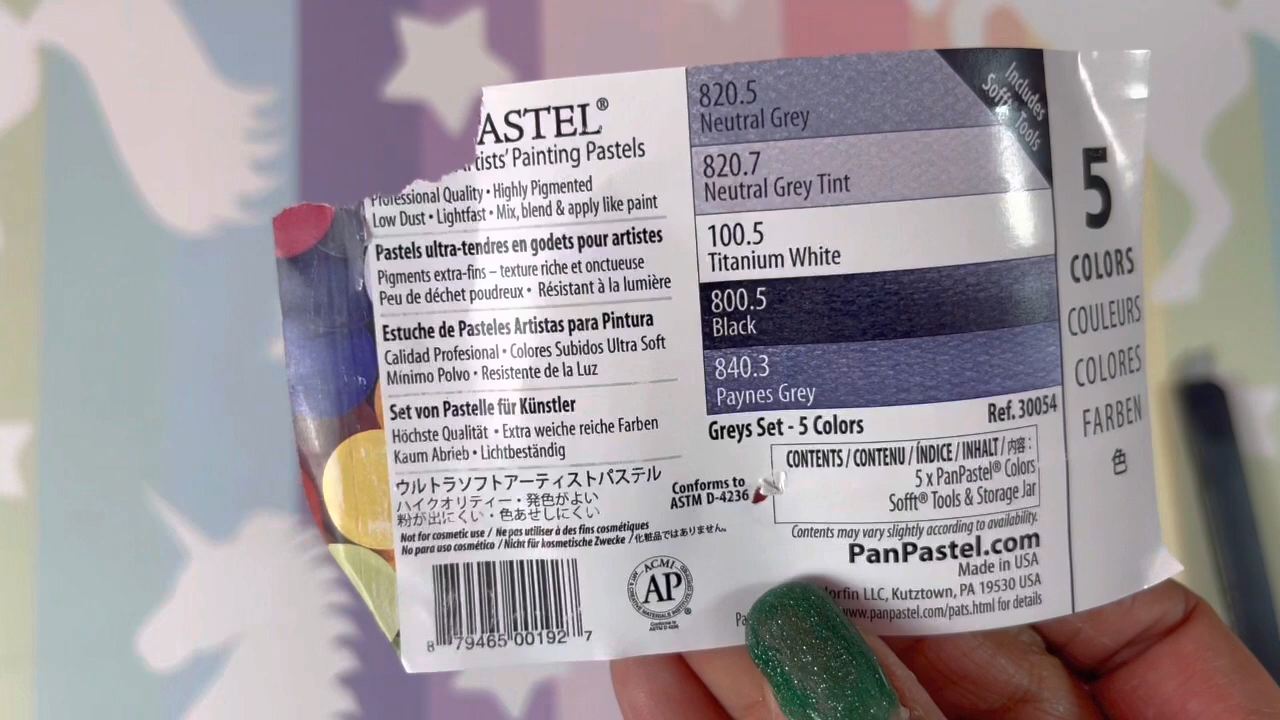 ASTEL®
tists' Painting Pastels
Professional Quality • Highly Pigmented
Low Dust • Lightfast • Mix, blend & apply like paint
Pastels ultra-tendres en godets pour artistes
Pigments extra-fins – texture riche et onctueuse
Peu de déchet poudreux • Résistant à la lumière
Estuche de Pasteles Artistas para Pintura
Calidad Profesional • Colores Subidos Ultra Soft
Mínimo Polvo • Resistente de la Luz
Set von Pastelle für Künstler
Höchste Qualität • Extra weiche reiche Farben
Kaum Abrieb • Lichtbeständig
ウルトラソフトアーティストパステル
ハイクオリティー・発色がよい
粉が出にくい・色あせしにくい
Not for cosmetic use / Ne pas utiliser à des fins cosmétiques
No para uso cosmético / Nicht für kosmetische Zwecke / 化粧品ではありません。
8 79465 00192 7
ACMI
AP
Conforms to
ASTM D-4236
Conforms to
ASTM D-4236
820.5
Neutral Grey
820.7
Neutral Grey Tint
100.5
Titanium White
800.5
Black
840.3
Paynes Grey
Includes
Sofft® Tools
Greys Set - 5 Colors
Ref. 30054
CONTENTS / CONTENU / ÍNDICE / INHALT / 内容:
5 x PanPastel® Colors
Sofft® Tools & Storage Jar
Contents may vary slightly according to availability.
PanPastel.com
Made in USA
orfin LLC, Kutztown, PA 19530 USA
www.panpastel.com/pats.html for details
5
COLORS
COULEURS
COLORES
FARBEN
色